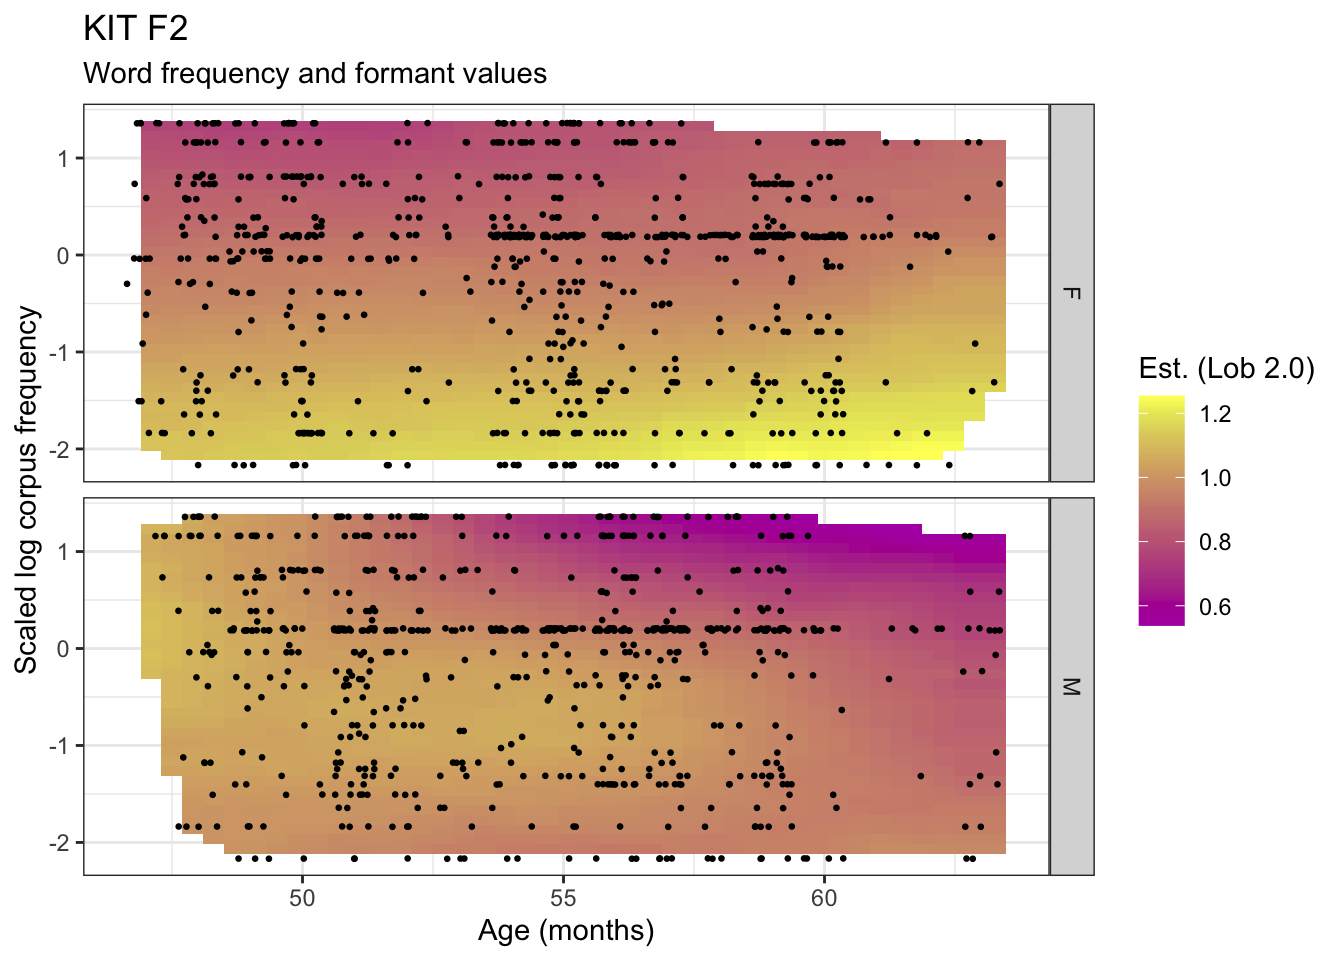 KIT F2
Word frequency and formant values
Scaled log corpus frequency
1
0
-1
-2
F
1
0
-1
-2
M
50
55
60
Age (months)
Est. (Lob 2.0)
1.2
1.0
0.8
0.6